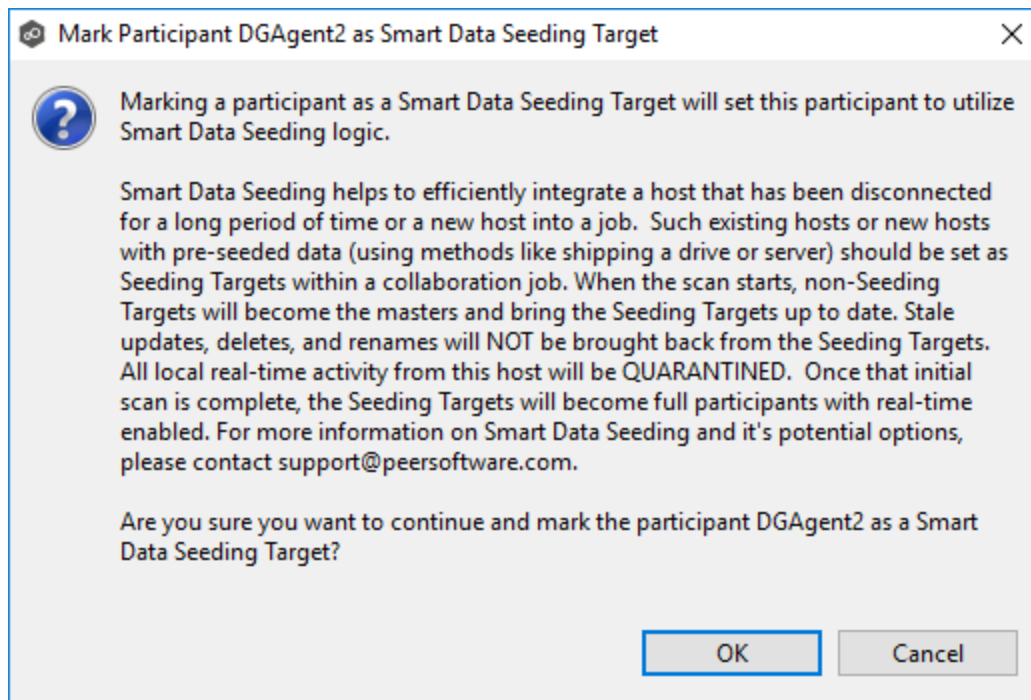 Mark Participant DGAgent2 as Smart Data Seeding Target
Marking a participant as a Smart Data Seeding Target will set this participant to utilize
Smart Data Seeding logic.
Smart Data Seeding helps to efficiently integrate a host that has been disconnected
for a long period of time or a new host into a job.  Such existing hosts or new hosts
with pre-seeded data (using methods like shipping a drive or server) should be set as
Seeding Targets within a collaboration job. When the scan starts, non-Seeding
Targets will become the masters and bring the Seeding Targets up to date. Stale
updates, deletes, and renames will NOT be brought back from the Seeding Targets.
All local real-time activity from this host will be QUARANTINED.  Once that initial
scan is complete, the Seeding Targets will become full participants with real-time
enabled. For more information on Smart Data Seeding and it's potential options,
please contact support@peersoftware.com.
Are you sure you want to continue and mark the participant DGAgent2 as a Smart
Data Seeding Target?
OK
Cancel